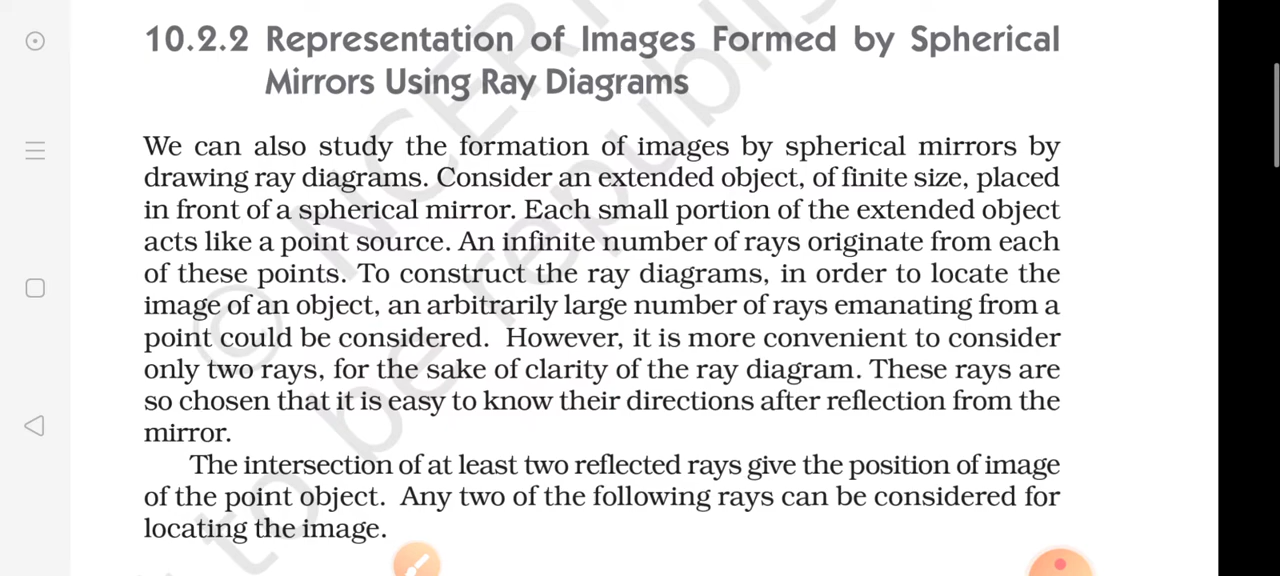 10.2.2 Representation of Images Formed by Spherical
Mirrors Using Ray Diagrams
We can also study the formation of images by spherical mirrors by
drawing ray diagrams. Consider an extended object, of finite size, placed
in front of a spherical mirror. Each small portion of the extended object
acts like a point source. An infinite number of rays originate from each
of these points. To construct the ray diagrams, in order to locate the
image of an object, an arbitrarily large number of rays emanating from a
point could be considered. However, it is more convenient to consider
only two rays, for the sake of clarity of the ray diagram. These rays are
so chosen that it is easy to know their directions after reflection from the
mirror.
The intersection of at least two reflected rays give the position of image
of the point object. Any two of the following rays can be considered for
locating the image.
© NCER
to be republis